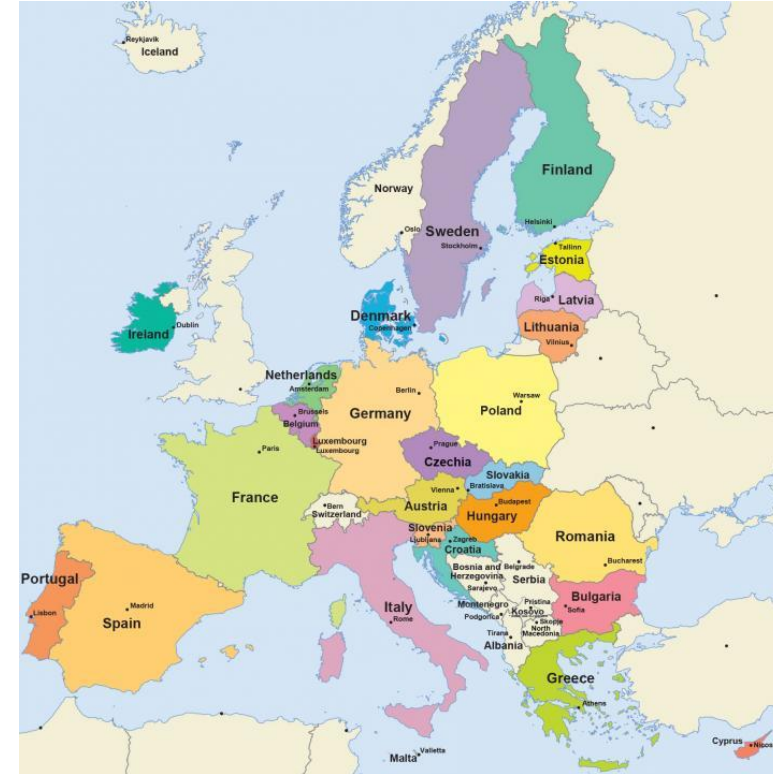 Reykjavik
Iceland
Finland
Norway
Helsinki
Oslo
Sweden
Stockholm
Tallinn
Estonia
Riga
Latvia
Denmark
Copenhagen
Lithuania
Vilnius
Dublin
Ireland
Netherlands
Amsterdam
Berlin
Warsaw
Brussels
Belgium
Germany
Poland
Luxembourg
Luxembourg
Prague
Czechia
Paris
Slovakia
Bratislava
Vienna
France
Bern
Switzerland
Austria
Budapest
Hungary
Slovenia
Ljubljana
Zagreb
Croatia
Romania
Bucharest
Bosnia and
Herzegovina
Sarajevo
Belgrade
Serbia
Portugal
Lisbon
Madrid
Spain
Italy
Rome
Montenegro
Podgorica
Pristina
Kosovo
Bulgaria
Sofia
Skopje
North
Macedonia
Tirana
Albania
Greece
Athens
Valletta
Malta
Cyprus
Nicos